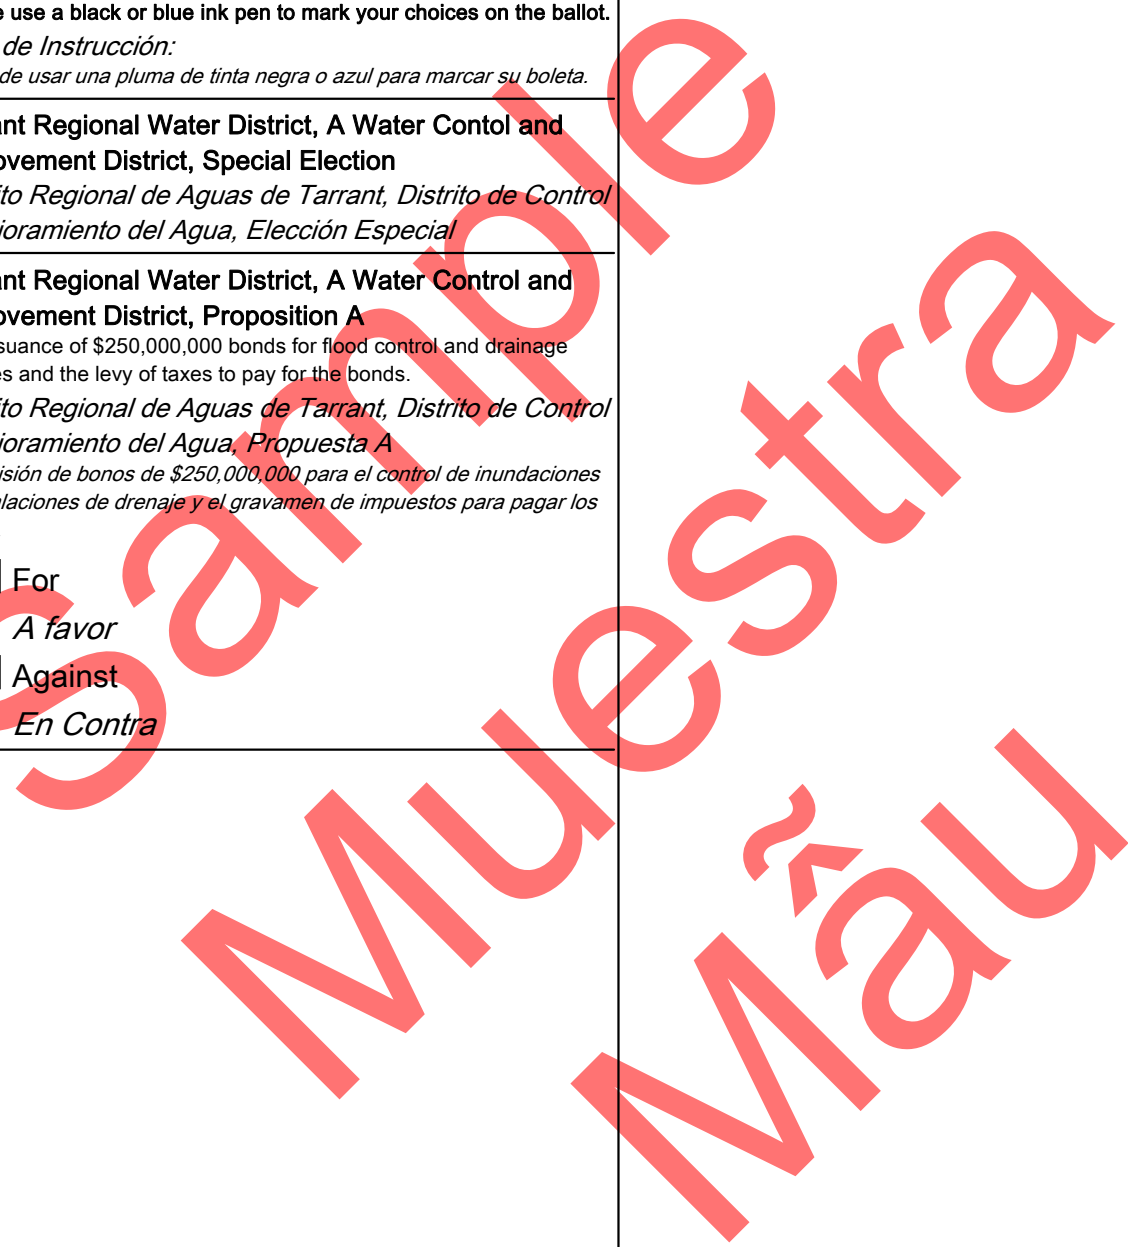 use a black or blue ink pen to mark your choices on the ballot.
de Instrucción:
de usar una pluma de tinta negra o azul para marcar su boleta.
ant Regional Water District, A Water Contol and
ovement District, Special Election
ito Regional de Aguas de Tarrant, Distrito de Control
ioramiento del Agua, Elección Especial
ant Regional Water District, A Water Control and
ovement District, Proposition A
suance of $250,000,000 bonds for flood control and drainage
es and the levy of taxes to pay for the bonds.
ito Regional de Aguas de Tarrant, Distrito de Control
ioramiento del Agua, Propuesta A
isión de bonos de $250,000,000 para el control de inundaciones
laciones de drenaje y el gravamen de impuestos para pagar los
For
A favor
Against
En Contra
Sample
Muestra
Mẫu